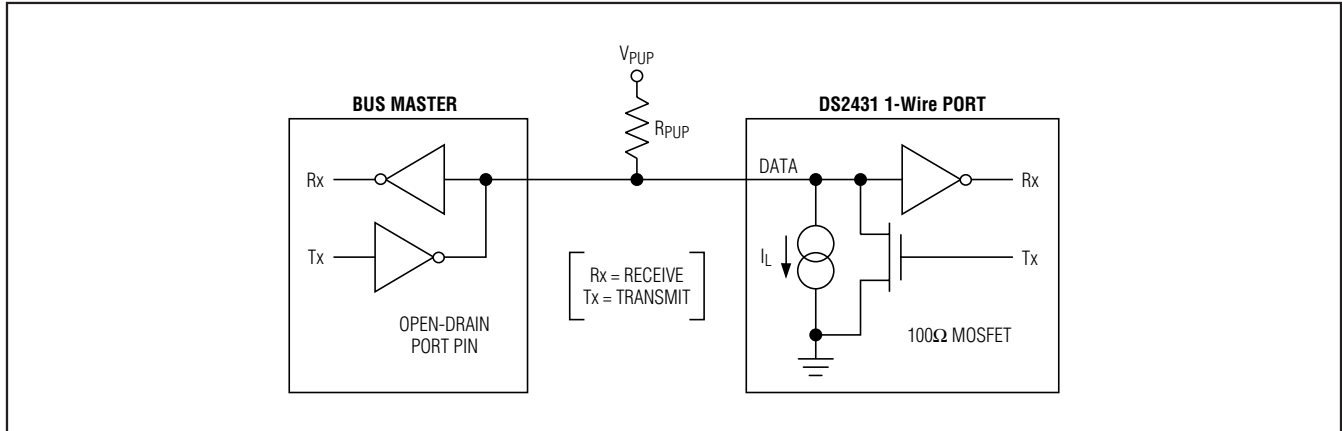 VPUP
BUS MASTER
DS2431 1-Wire PORT
RPUP
Rx
DATA
Rx
Tx
IL
Tx
Rx = RECEIVE
Tx = TRANSMIT
OPEN-DRAIN
PORT PIN
100Ω MOSFET